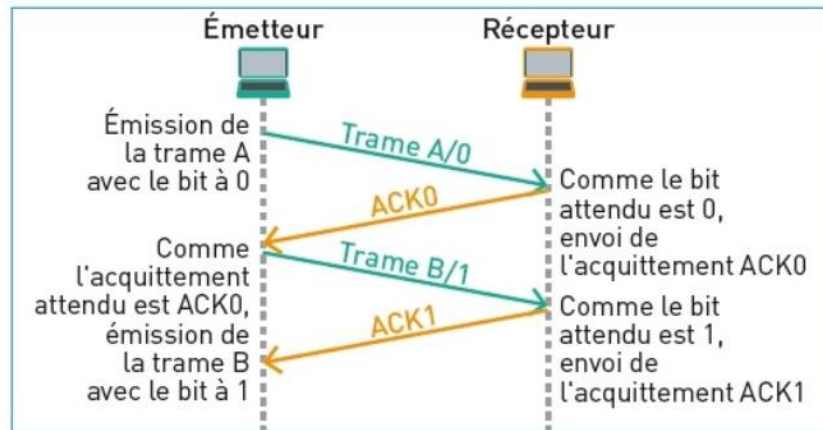 Émetteur
Récepteur
Émission de
la trame A
avec le bit à 0
Trame A/0
Comme le bit
attendu est 0,
envoi de
l'acquittement ACK0
ACK0
Comme
l'acquittement
attendu est ACK0,
émission de
la trame B
avec le bit à 1
Trame B/1
Comme le bit
attendu est 1,
envoi de
l'acquittement ACK1
ACK1